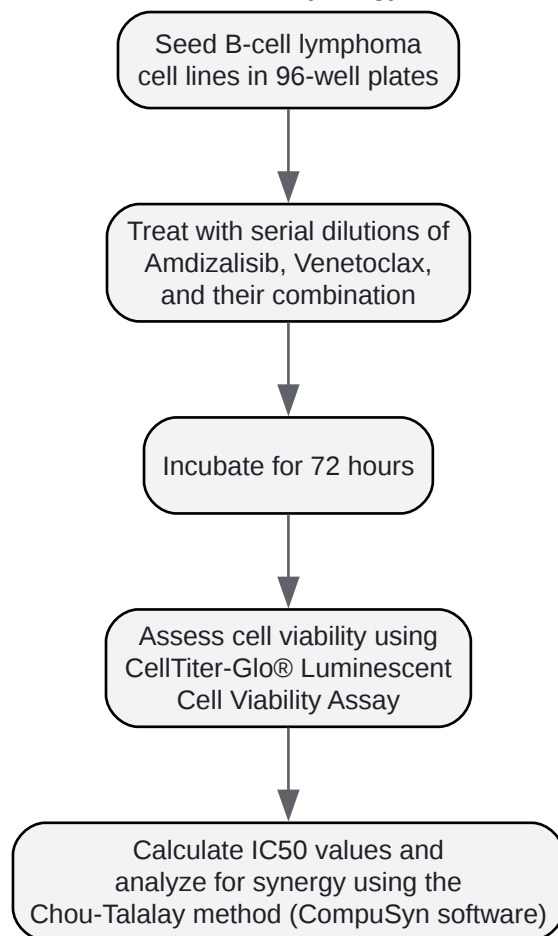 Seed B-cell lymphoma
cell lines in 96-well plates
Treat with serial dilutions of
Amdizalisib, Venetoclax,
and their combination
Incubate for 72 hours
Assess cell viability using
CellTiter-Glo® Luminescent
Cell Viability Assay
Calculate IC50 values and
analyze for synergy using the
Chou-Talalay method (CompuSyn software)